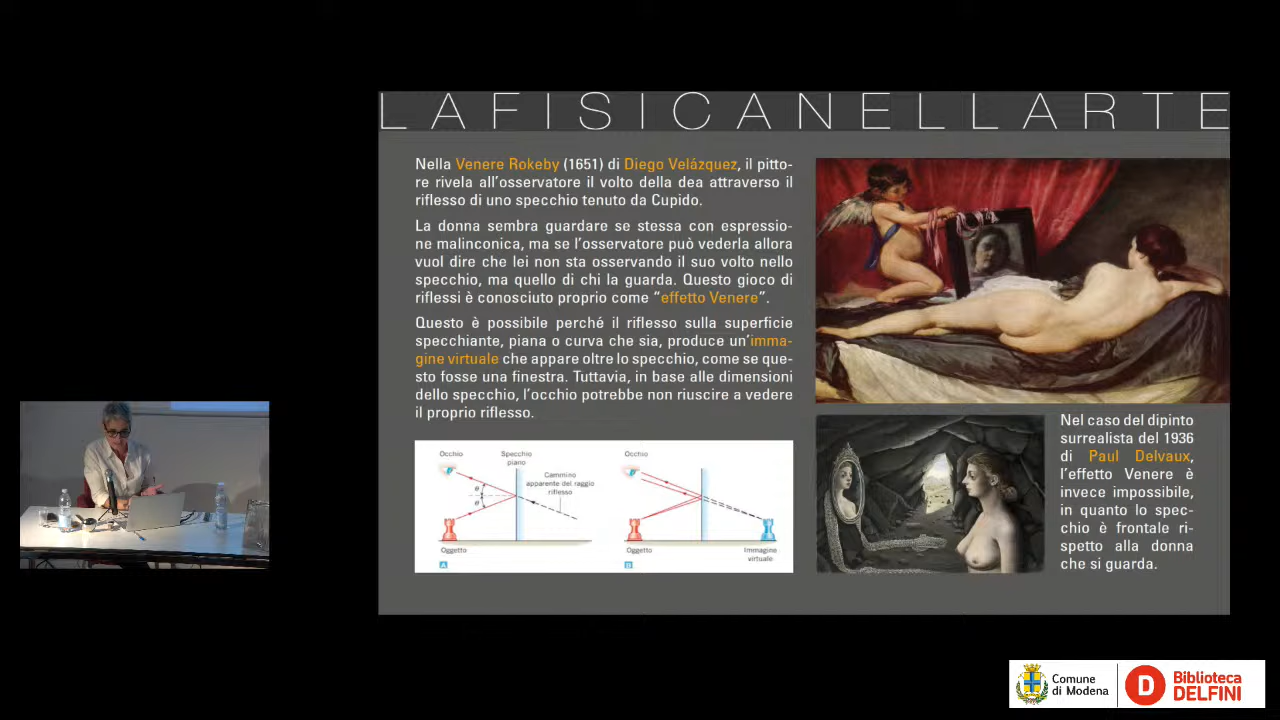 LAFISICANELLARTE
Nella Venere Rokeby (1651) di Diego Velázquez, il pitto-
re rivela all'osservatore il volto della dea attraverso il
riflesso di uno specchio tenuto da Cupido.
La donna sembra guardare se stessa con espressio-
ne malinconica, ma se l'osservatore può vederla allora
vuol dire che lei non sta osservando il suo volto nello
specchio, ma quello di chi la guarda. Questo gioco di
riflessi è conosciuto proprio come "effetto Venere".
Questo è possibile perché il riflesso sulla superficie
specchiante, piana o curva che sia, produce un'imma-
gine virtuale che appare oltre lo specchio, come se que-
sto fosse una finestra. Tuttavia, in base alle dimensioni
dello specchio, l'occhio potrebbe non riuscire a vedere
il proprio riflesso.
Occhio
Specchio
piano
Cammino
apparente del raggio
riflesso
θ
θ
Oggetto
A
Occhio
Oggetto
Immagine
virtuale
B
Nel caso del dipinto
surrealista del 1936
di Paul Delvaux,
l'effetto Venere è
invece impossibile,
in quanto lo spec-
chio è frontale ri-
spetto alla donna
che si guarda.
Comune
di Modena
D
Biblioteca
DELFINI